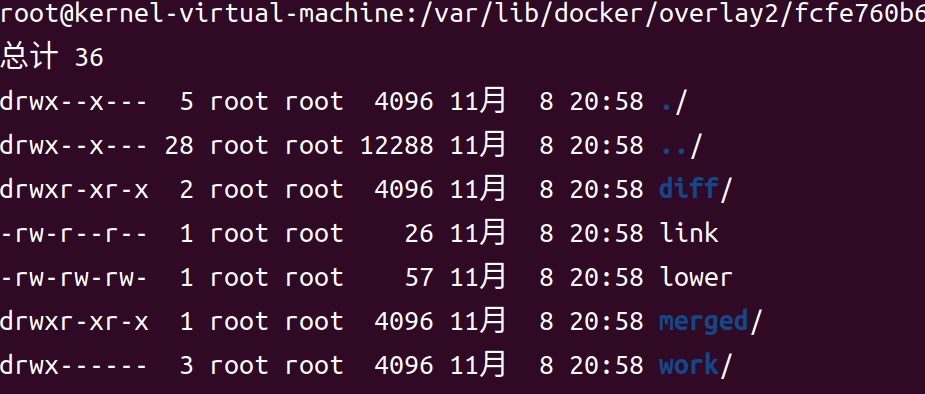 root@kernel-virtual-machine:/var/lib/docker/overlay2/fcfe760b6
总计 36
drwx--x---  5 root root  4096 11月  8 20:58 ./
drwx--x--- 28 root root 12288 11月  8 20:58 ../
drwxr-xr-x  2 root root  4096 11月  8 20:58 diff/
-rw-r--r--  1 root root    26 11月  8 20:58 link
-rw-rw-rw-  1 root root    57 11月  8 20:58 lower
drwxr-xr-x  1 root root  4096 11月  8 20:58 merged/
drwx------  3 root root  4096 11月  8 20:58 work/